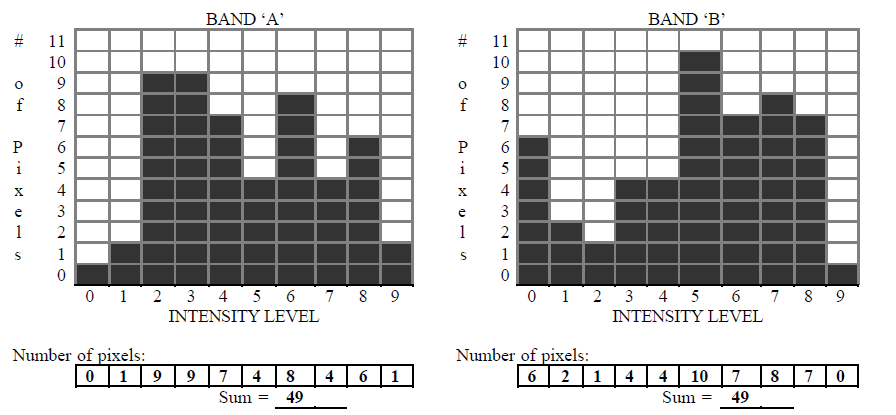 BAND ‘A’
# 11
10
o 9
f 8
7
P 6
i 5
x 4
e 3
l 2
s 1
0
0 1 2 3 4 5 6 7 8 9
INTENSITY LEVEL
Number of pixels:
0 1 9 9 7 4 8 4 6 1
Sum = 49
BAND ‘B’
# 11
10
o 9
f 8
7
P 6
i 5
x 4
e 3
l 2
s 1
0
0 1 2 3 4 5 6 7 8 9
INTENSITY LEVEL
Number of pixels:
6 2 1 4 4 10 7 8 7 0
Sum = 49